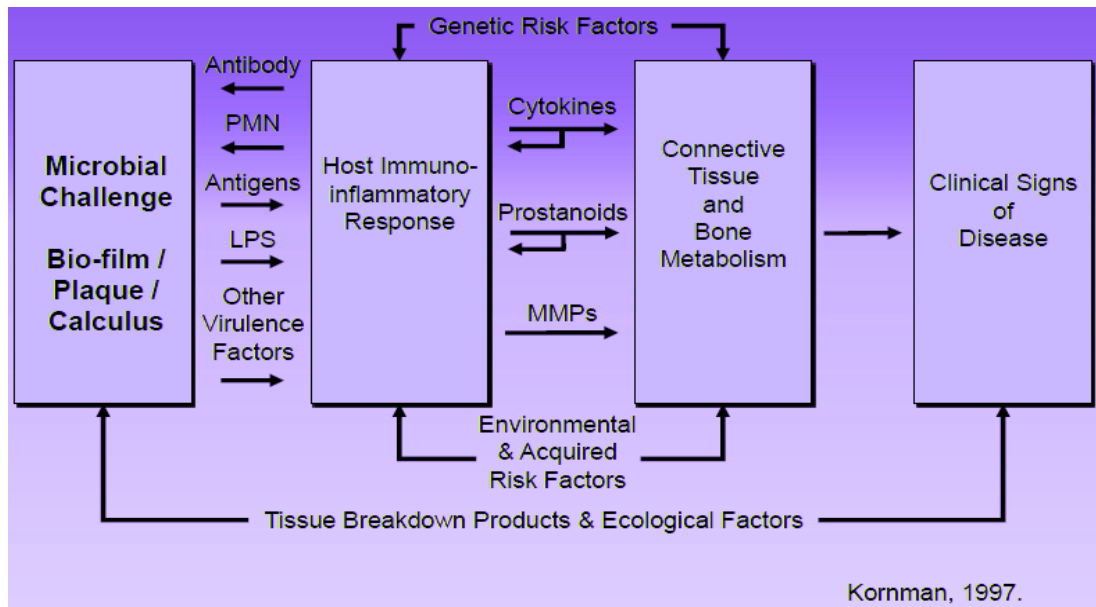 Genetic Risk Factors
Microbial
Challenge
Bio-film /
Plaque /
Calculus
Antibody
PMN
Antigens
LPS
Other
Virulence
Factors
Host Immuno-
inflammatory
Response
Cytokines
Prostanoids
MMPs
Connective
Tissue
and
Bone
Metabolism
Clinical Signs
of
Disease
Environmental
& Acquired
Risk Factors
Tissue Breakdown Products & Ecological Factors
Kornman, 1997.